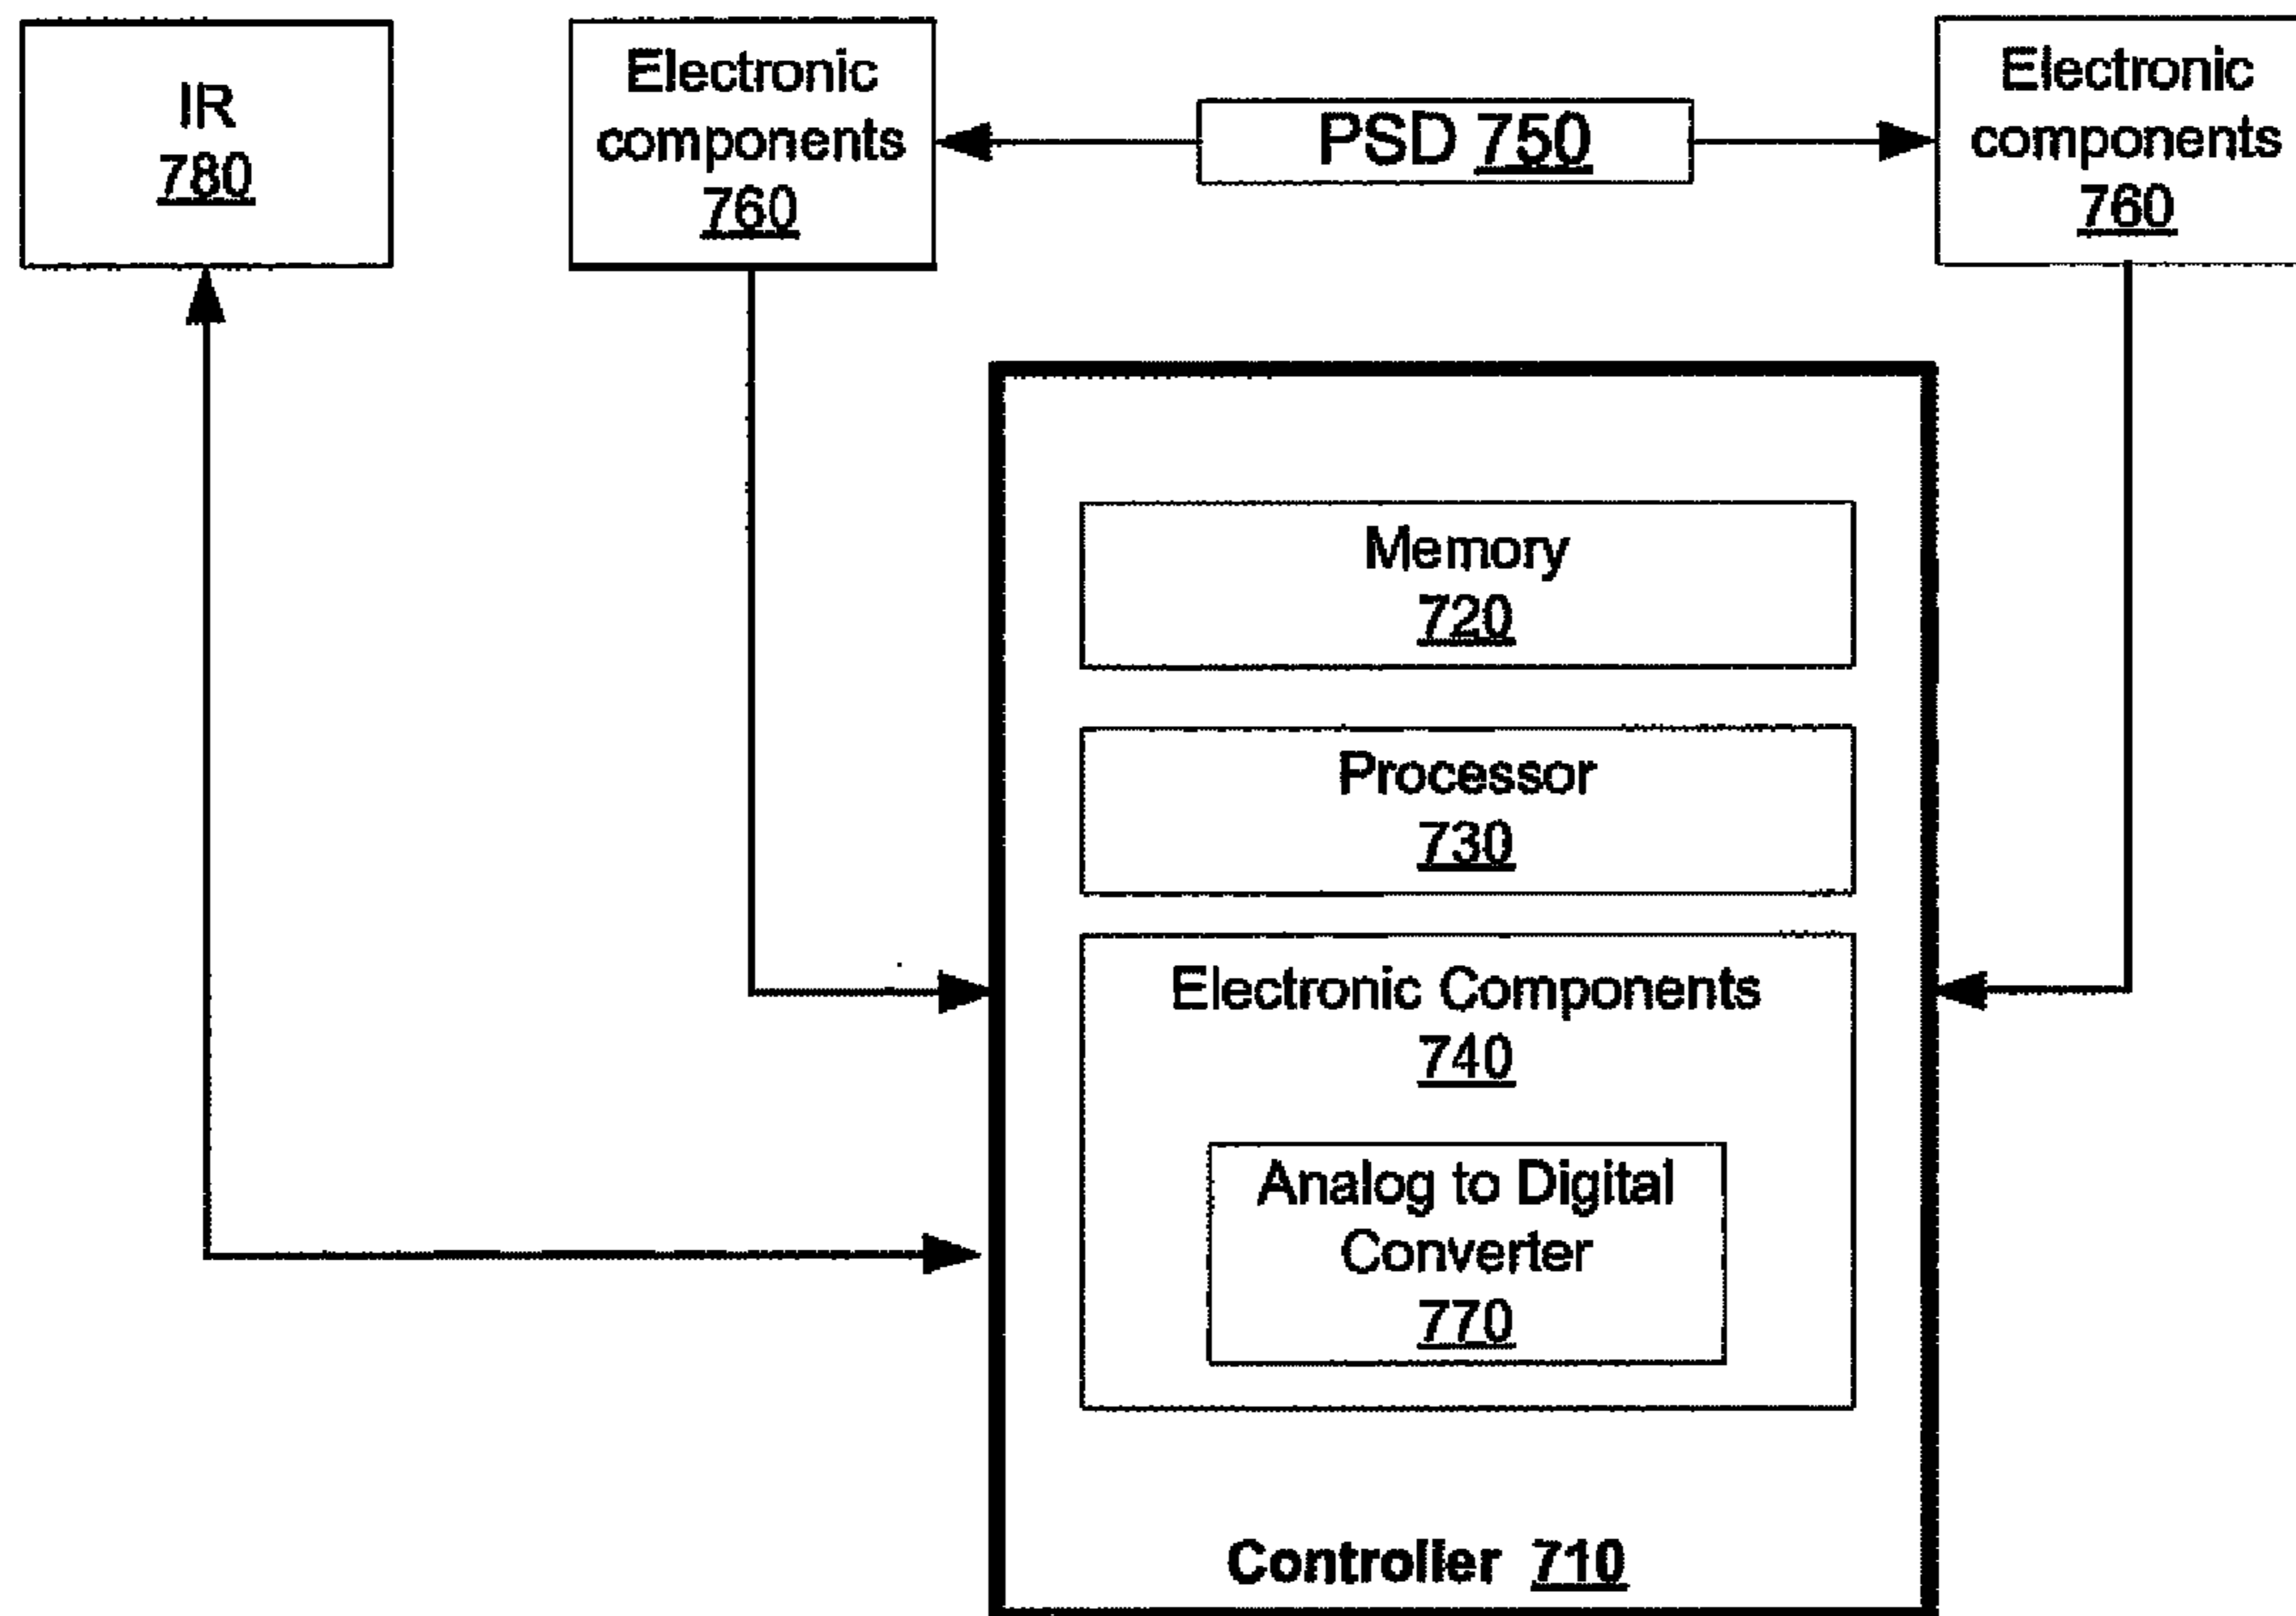 IR
780
Electronic
components
760
PSD 750
Electronic
components
760
Memory
720
Processor
730
Electronic Components
740
Analog to Digital
Converter
770
Controller 710